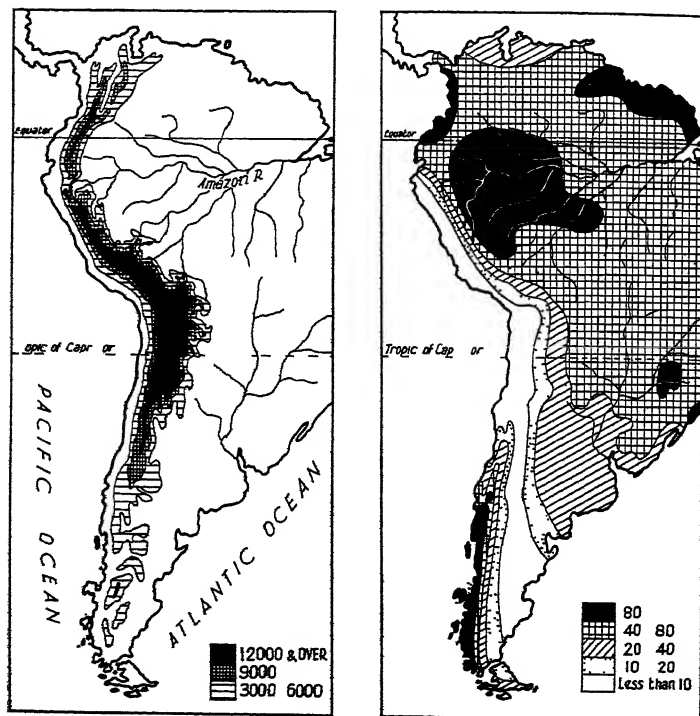 Equator
Amazon R
opic of Capr or
PACIFIC OCEAN
ATLANTIC OCEAN
12000 & OVER
9000
3000 6000
Equator
Tropic of Cap or
80
40 80
20 40
10 20
Less than 10